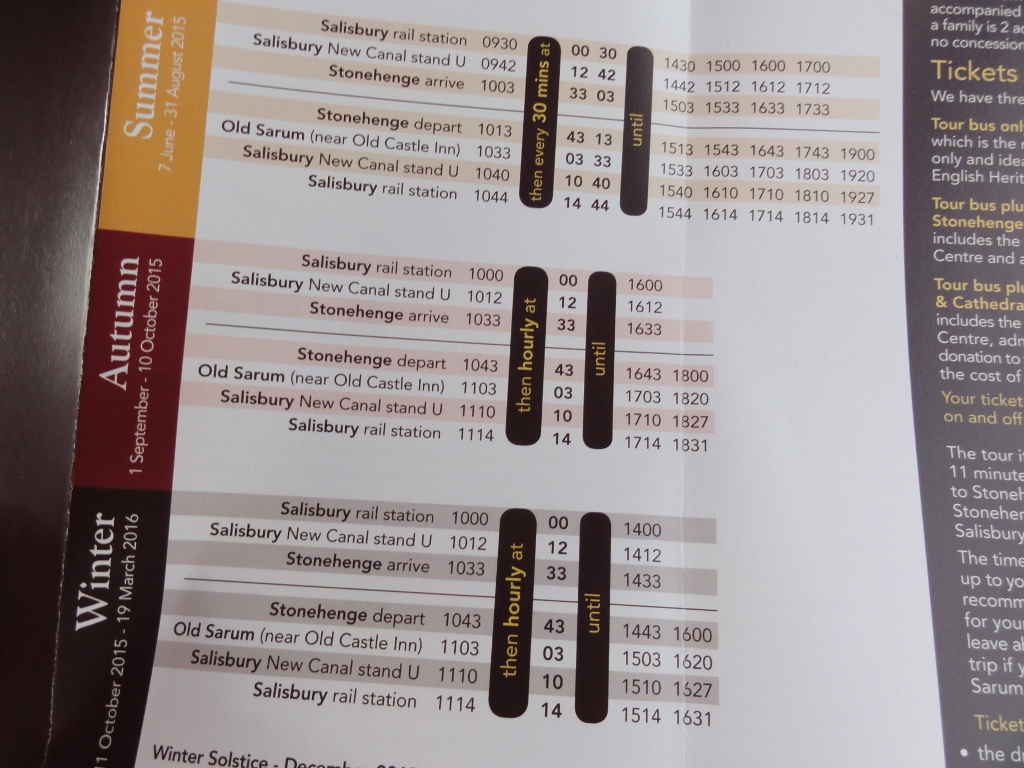 Summer
7 June - 31 August 2015
Salisbury rail station 0930 00 30 1430 1500 1600 1700
Salisbury New Canal stand U 0942 12 42 1442 1512 1612 1712
Stonehenge arrive 1003 33 03 1503 1533 1633 1733
Stonehenge depart 1013 43 13 1513 1543 1643 1743 1900
Old Sarum (near Old Castle Inn) 1033 03 33 1533 1603 1703 1803 1920
Salisbury New Canal stand U 1040 10 40 1540 1610 1710 1810 1927
Salisbury rail station 1044 14 44 1544 1614 1714 1814 1931
then every 30 mins at
until
Autumn
1 September - 10 October 2015
Salisbury rail station 1000 00 1600
Salisbury New Canal stand U 1012 12 1612
Stonehenge arrive 1033 33 1633
Stonehenge depart 1043 43 1643 1800
Old Sarum (near Old Castle Inn) 1103 03 1703 1820
Salisbury New Canal stand U 1110 10 1710 1827
Salisbury rail station 1114 14 1714 1831
then hourly at
until
Winter
11 October 2015 - 19 March 2016
Salisbury rail station 1000 00 1400
Salisbury New Canal stand U 1012 12 1412
Stonehenge arrive 1033 33 1433
Stonehenge depart 1043 43 1443 1600
Old Sarum (near Old Castle Inn) 1103 03 1503 1620
Salisbury New Canal stand U 1110 10 1510 1627
Salisbury rail station 1114 14 1514 1631
then hourly at
until
Winter Solstice - December
accompanied
a family is 2
no concession
Tickets
We have
Tour bus
which is the
only and
English
Tour bus
Stonehenge
includes the
Centre and
Tour bus
& Cathedra
includes the
Centre,
donation to
the cost of
Your ticket
on and off
The tour
11 minute
to
Salisbury
The time
up to
for your
leave
trip if
Sarum
Ticket
• the